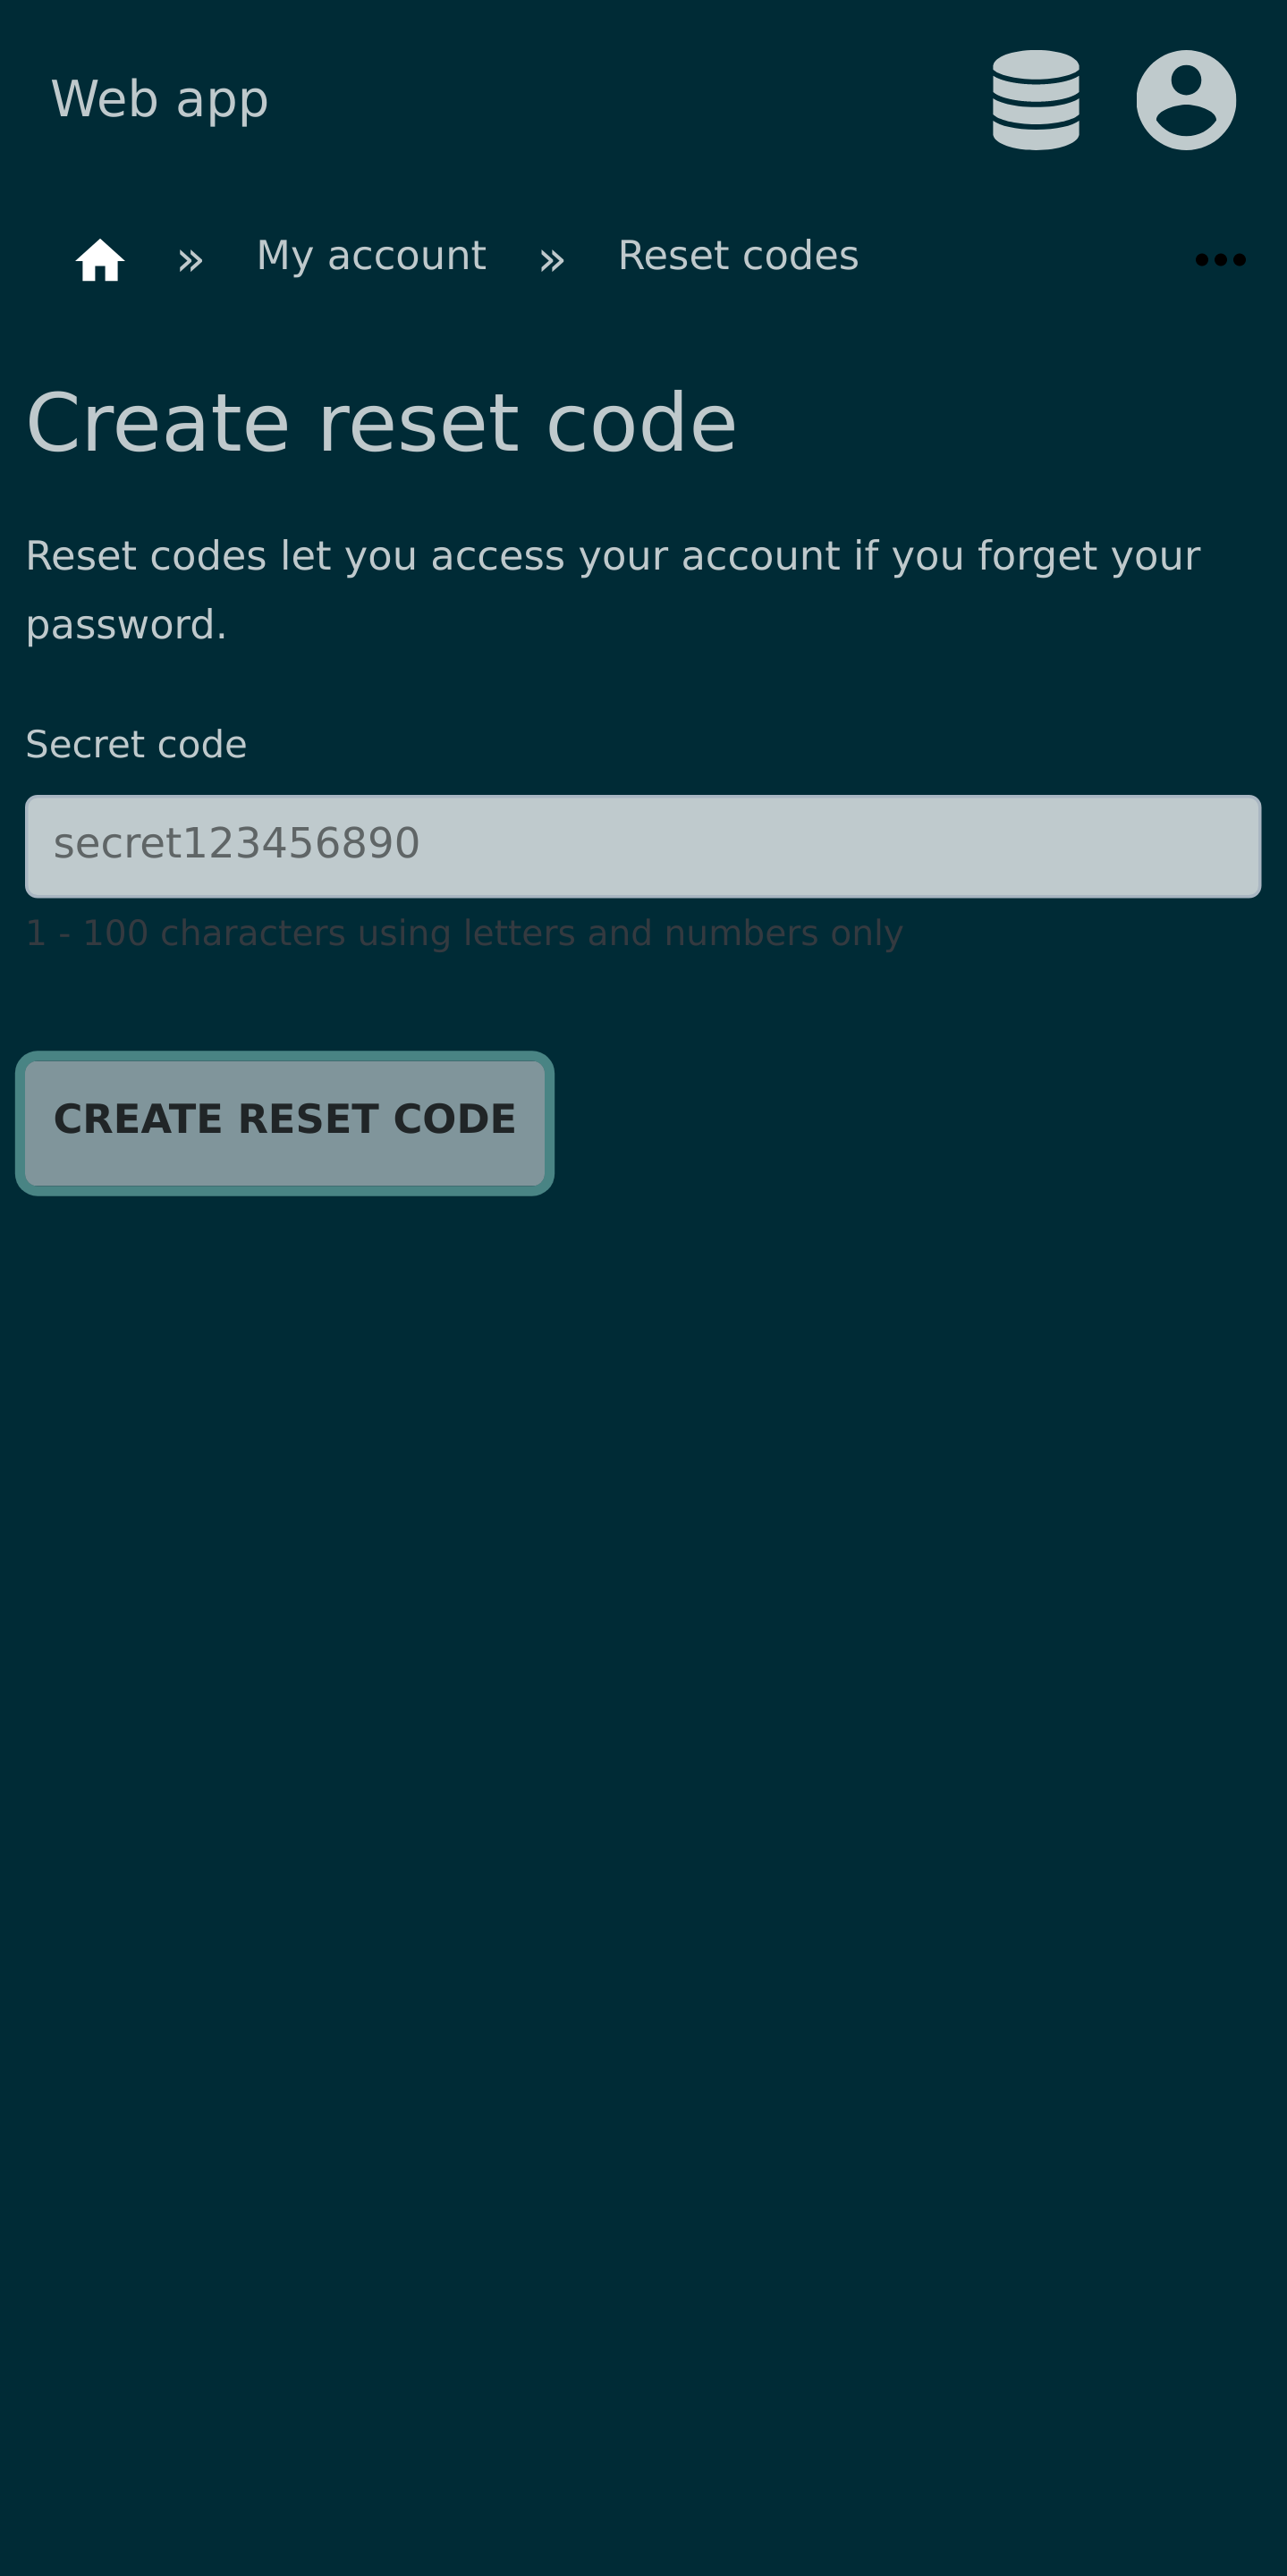 Web app
» My account » Reset codes
Create reset code
Reset codes let you access your account if you forget your
password.
Secret code
secret123456890
1 - 100 characters using letters and numbers only
CREATE RESET CODE